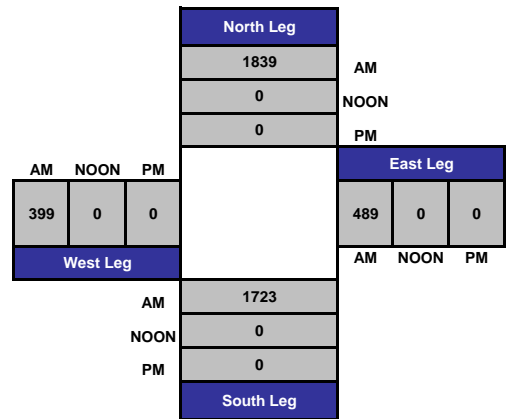 North Leg
1839 AM
0 NOON
0 PM
AM NOON PM
East Leg
399 0 0
489 0 0
West Leg
AM NOON PM
AM 1723
NOON 0
PM 0
South Leg